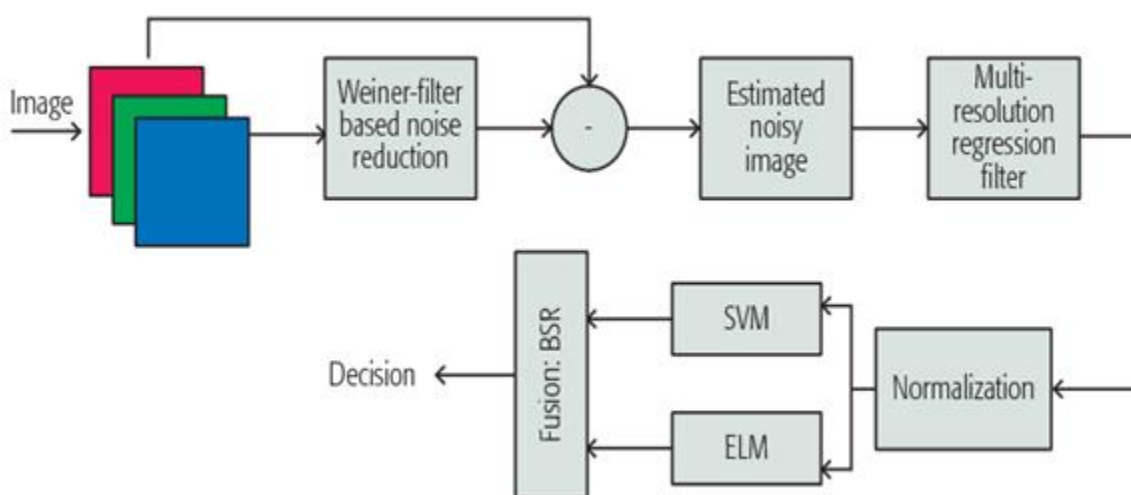 Image
Weiner-filter
based noise
reduction
-
Estimated
noisy
image
Multi-
resolution
regression
filter
Normalization
SVM
ELM
Fusion: BSR
Decision